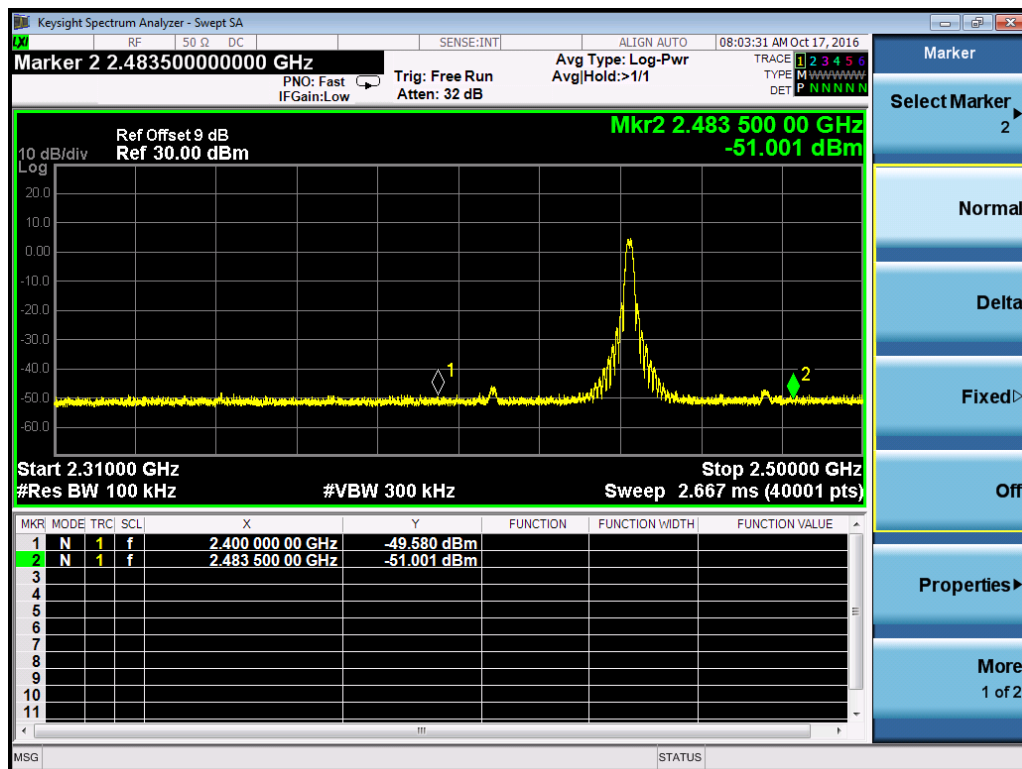 Keysight Spectrum Analyzer - Swept SA
LXI RF 50 Ω DC SENSE:INT ALIGN AUTO 08:03:31 AM Oct 17, 2016
Marker 2 2.483500000000 GHz
PNO: Fast
IFGain:Low
Trig: Free Run
Atten: 32 dB
Avg Type: Log-Pwr
Avg|Hold:>1/1
TRACE 1 2 3 4 5 6
TYPE M WWWWW
DET P N N N N N
Ref Offset 9 dB
10 dB/div Ref 30.00 dBm
Log
Mkr2 2.483 500 00 GHz
-51.001 dBm
20.0
10.0
0.00
-10.0
-20.0
-30.0
-40.0
-50.0
-60.0
1
2
Start 2.31000 GHz Stop 2.50000 GHz
#Res BW 100 kHz #VBW 300 kHz Sweep 2.667 ms (40001 pts)
MKR MODE TRC SCL X Y FUNCTION FUNCTION WIDTH FUNCTION VALUE
1 N 1 f 2.400 000 00 GHz -49.580 dBm
2 N 1 f 2.483 500 00 GHz -51.001 dBm
3
4
5
6
7
8
9
10
11
MSG STATUS
Marker
Select Marker
2
Normal
Delta
Fixed
Off
Properties
More
1 of 2